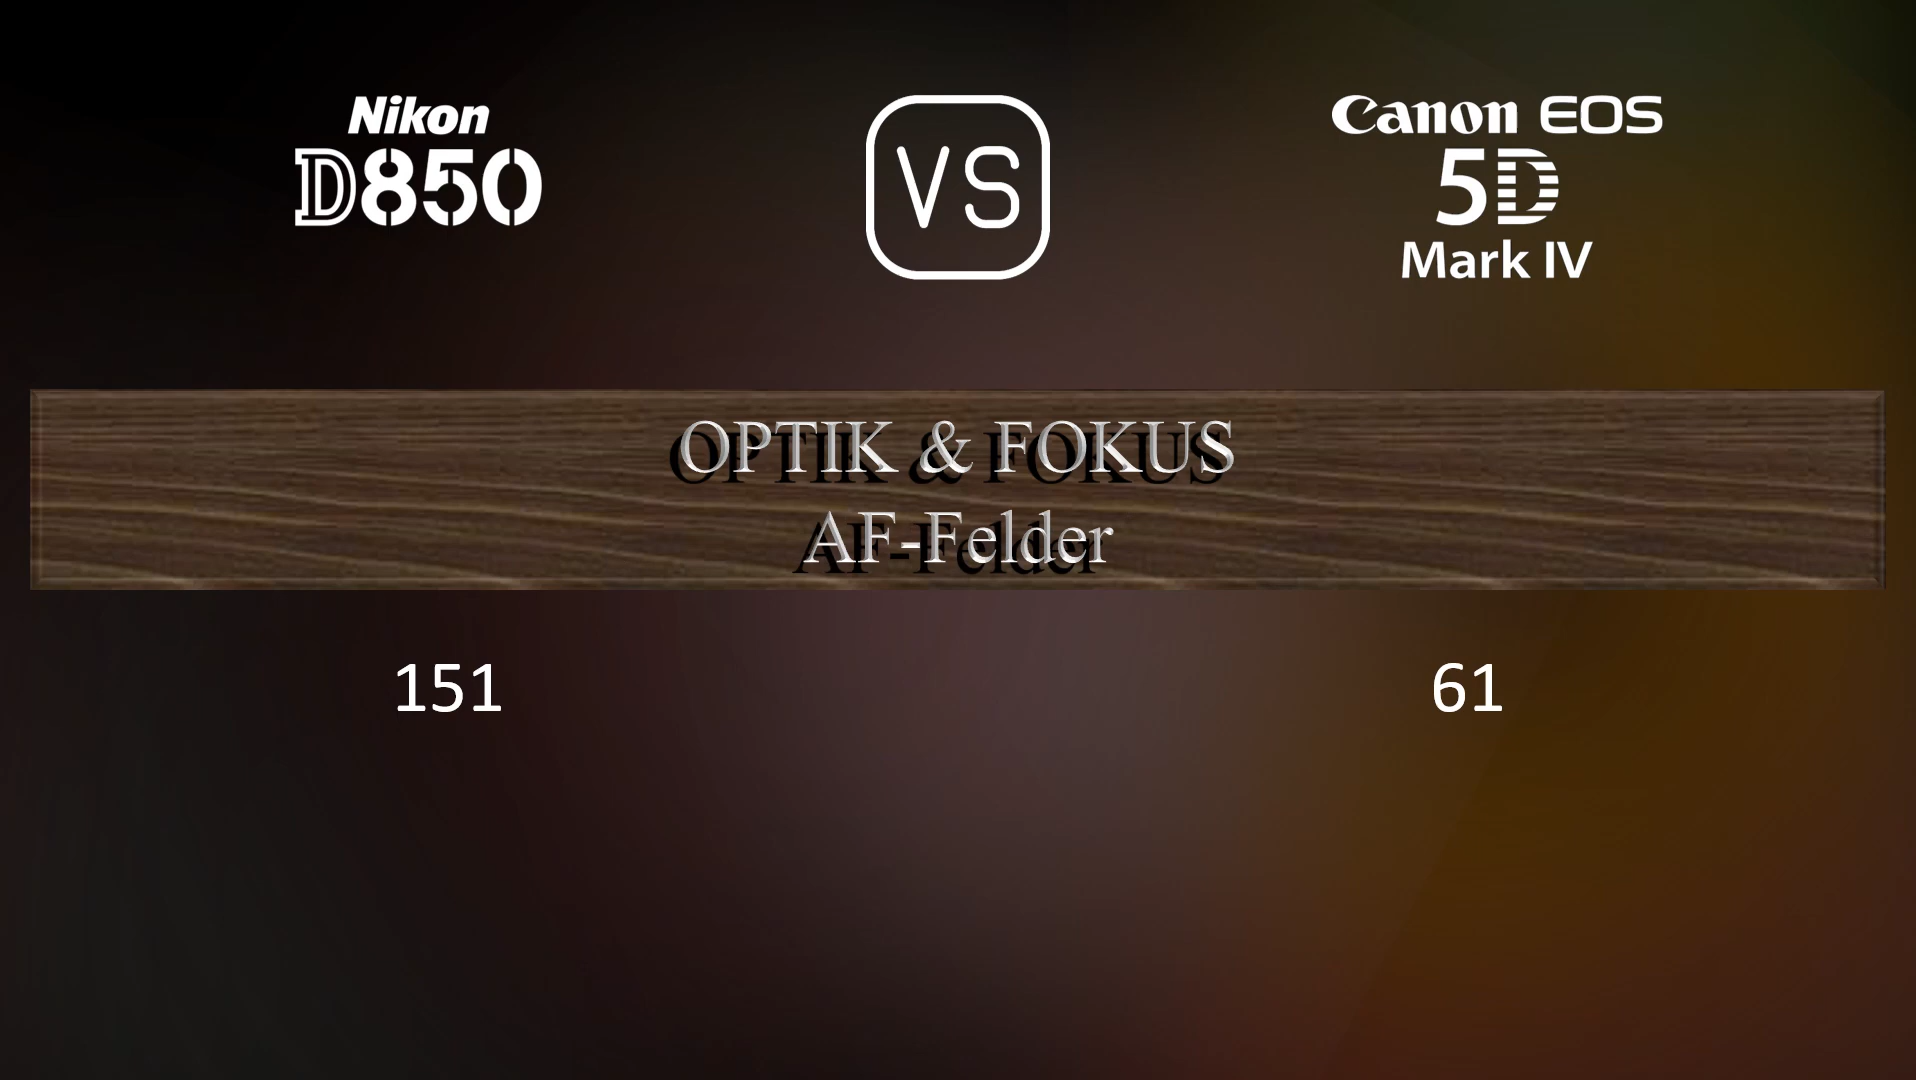 Nikon
D850
VS
Canon EOS
5D
Mark IV
OPTIK & FOKUS
AF-Felder
151
61